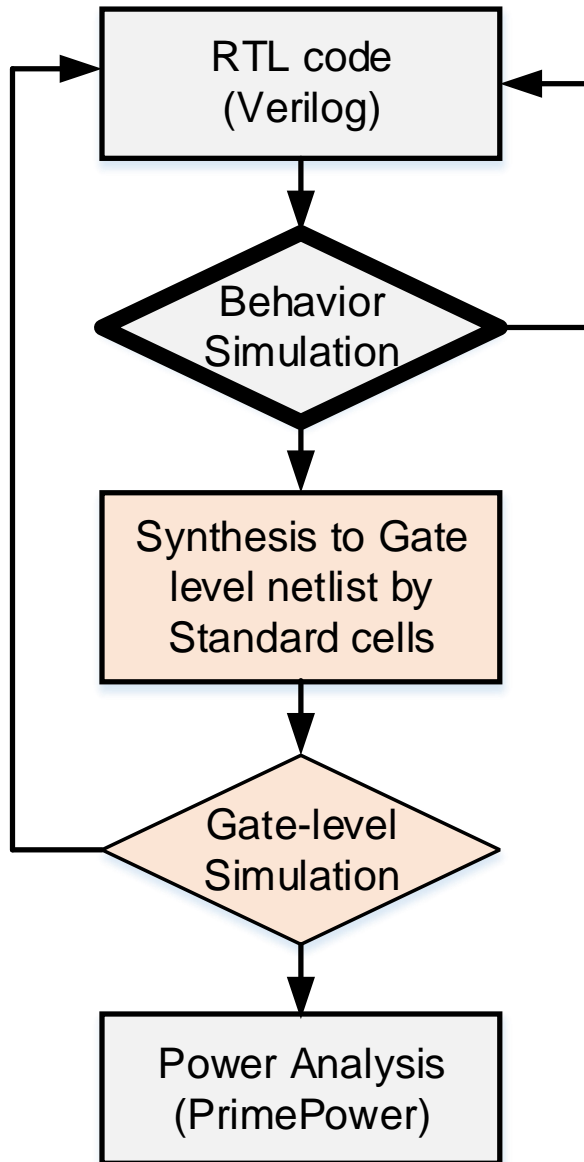 RTL code
(Verilog)
Behavior
Simulation
Synthesis to Gate
level netlist by
Standard cells
Gate-level
Simulation
Power Analysis
(PrimePower)